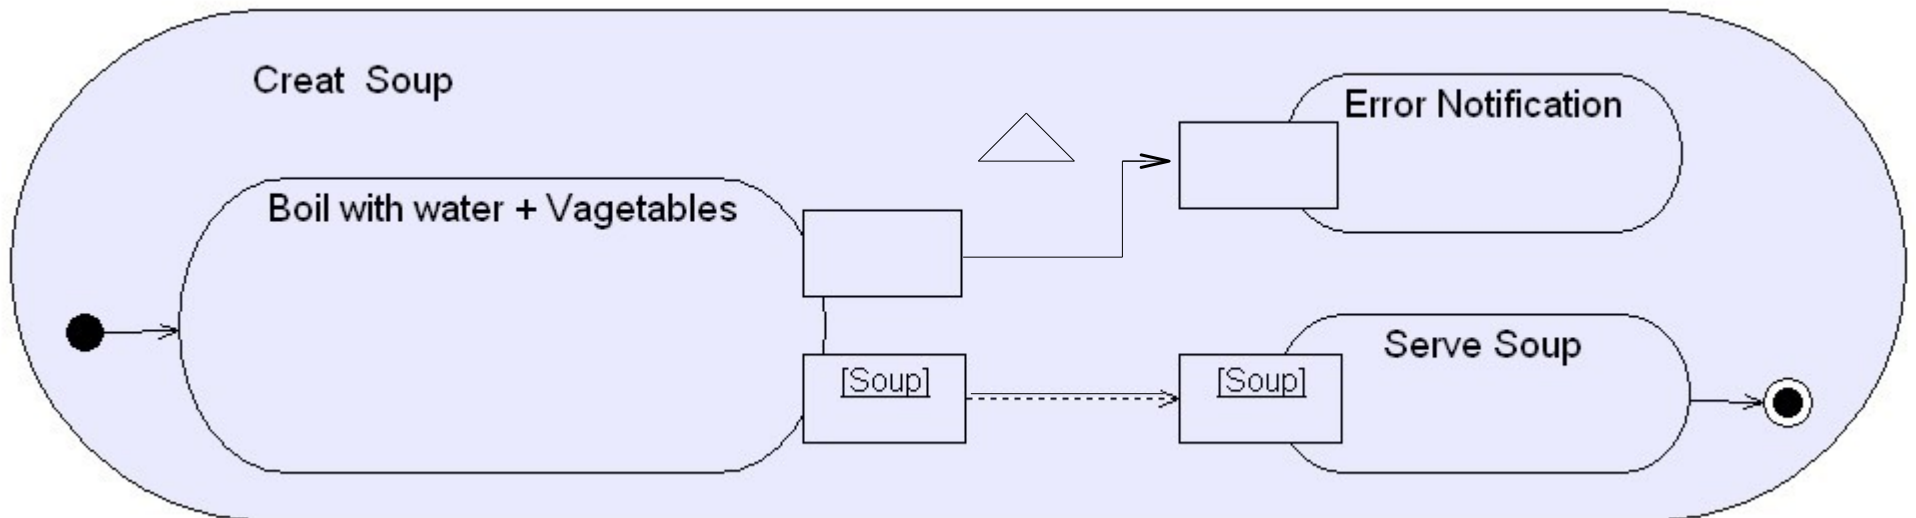 Creat Soup
Error Notification
Boil with water + Vagetables
Serve Soup
[Soup]
[Soup]